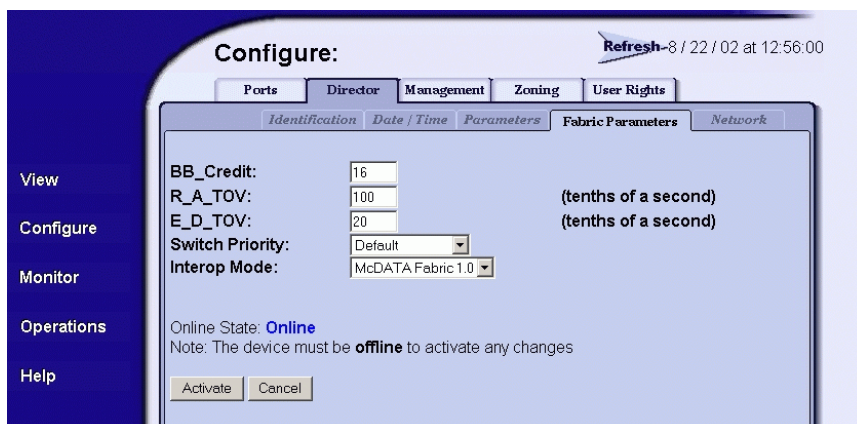 Configure:
Refresh-8 / 22 / 02 at 12:56:00
Ports Director Management Zoning User Rights
Identification Date / Time Parameters Fabric Parameters Network
View
Configure
Monitor
Operations
Help
BB_Credit: 16
R_A_TOV: 100 (tenths of a second)
E_D_TOV: 20 (tenths of a second)
Switch Priority: Default
Interop Mode: McDATA Fabric 1.0
Online State: Online
Note: The device must be offline to activate any changes
Activate Cancel